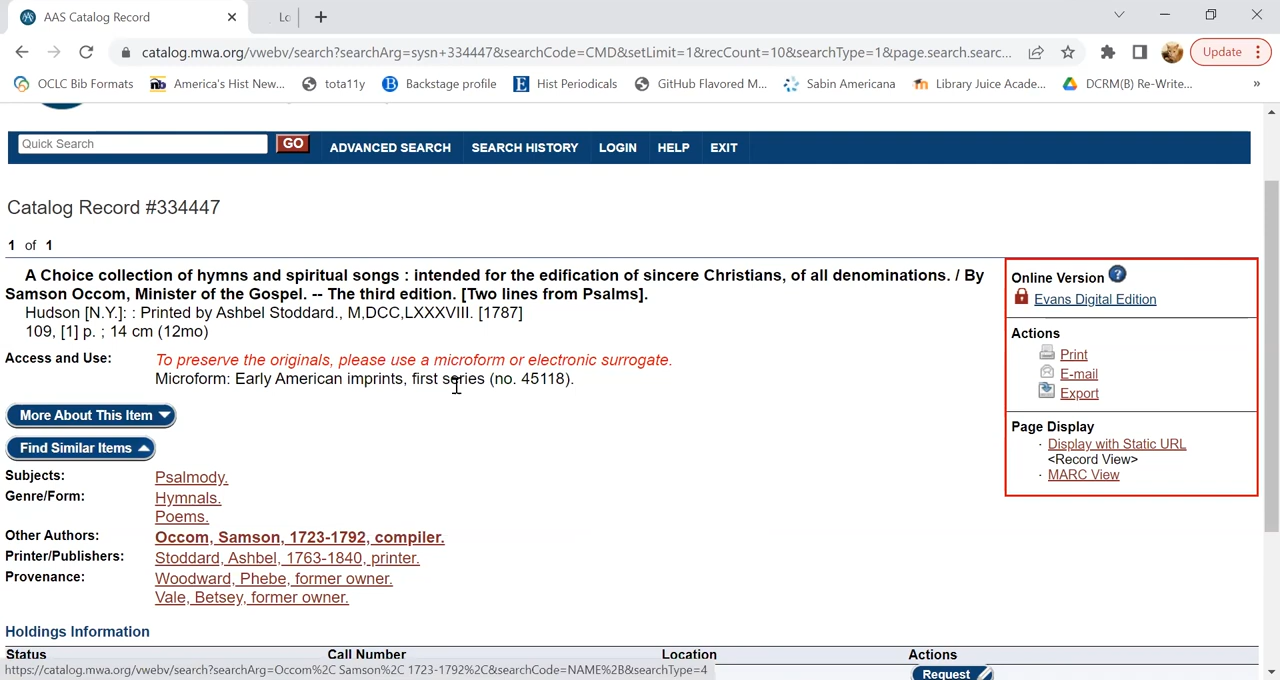 AAS Catalog Record
Lo
catalog.mwa.org/vwebv/search?searchArg=sysn+334447&searchCode=CMD&setLimit=1&recCount=10&searchType=1&page.search.searc...
Update
OCLC Bib Formats
America's Hist New...
tota11y
Backstage profile
Hist Periodicals
GitHub Flavored M...
Sabin Americana
Library Juice Acade...
DCRM(B) Re-Write...
»
Quick Search
GO
ADVANCED SEARCH
SEARCH HISTORY
LOGIN
HELP
EXIT
Catalog Record #334447
1 of 1
A Choice collection of hymns and spiritual songs : intended for the edification of sincere Christians, of all denominations. / By
Samson Occom, Minister of the Gospel. -- The third edition. [Two lines from Psalms].
Hudson [N.Y.]: : Printed by Ashbel Stoddard., M,DCC,LXXXVIII. [1787]
109, [1] p. ; 14 cm (12mo)
Access and Use: To preserve the originals, please use a microform or electronic surrogate.
Microform: Early American imprints, first series (no. 45118).
More About This Item
Find Similar Items
Subjects: Psalmody.
Genre/Form: Hymnals.
Poems.
Other Authors: Occom, Samson, 1723-1792, compiler.
Printer/Publishers: Stoddard, Ashbel, 1763-1840, printer.
Provenance: Woodward, Phebe, former owner.
Vale, Betsey, former owner.
Online Version ?
Evans Digital Edition
Actions
Print
E-mail
Export
Page Display
· Display with Static URL
<Record View>
· MARC View
Holdings Information
Status Call Number Location Actions
Request
https://catalog.mwa.org/vwebv/search?searchArg=Occom%2C Samson%2C 1723-1792%2C&searchCode=NAME%2B&searchType=4